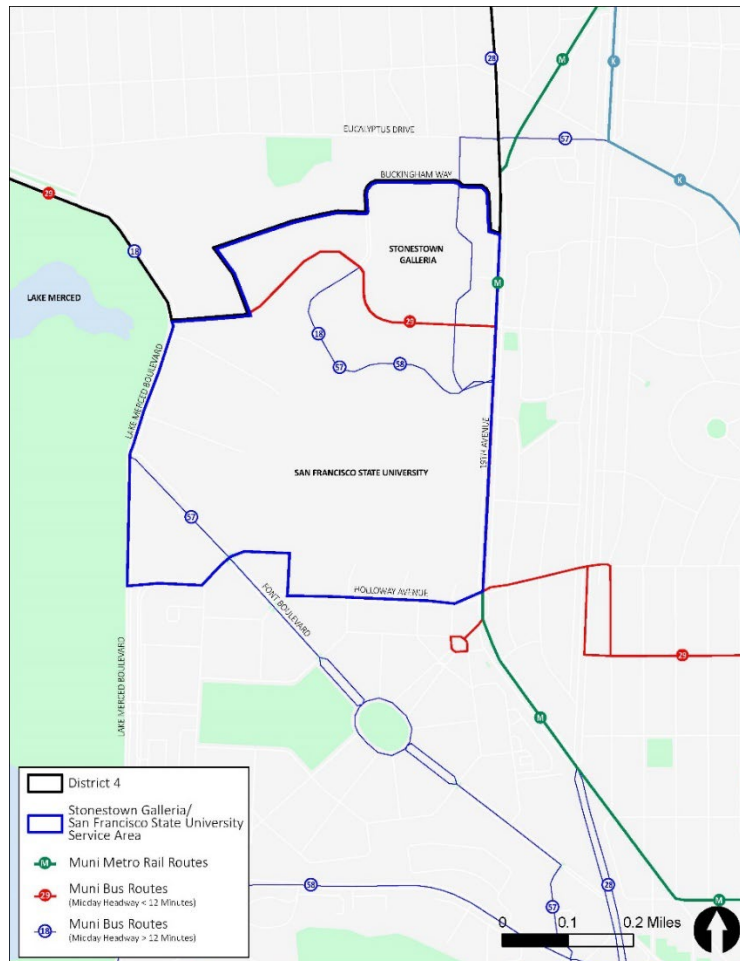 28
M
K
57
EUCALYPTUS DRIVE
BUCKINGHAM WAY
K
29
STONESTOWN
GALLERIA
18
M
LAKE MERCED
29
18
57
58
LAKE MERCED BOULEVARD
19TH AVENUE
SAN FRANCISCO STATE UNIVERSITY
57
HOLLOWAY AVENUE
FONT BOULEVARD
29
LAKE MERCED BOULEVARD
M
District 4
Stonestown Galleria/
San Francisco State University
Service Area
M Muni Metro Rail Routes
29 Muni Bus Routes
(Midday Headway < 12 Minutes)
18 Muni Bus Routes
(Midday Headway > 12 Minutes)
58
28
57
M
0 0.1 0.2 Miles